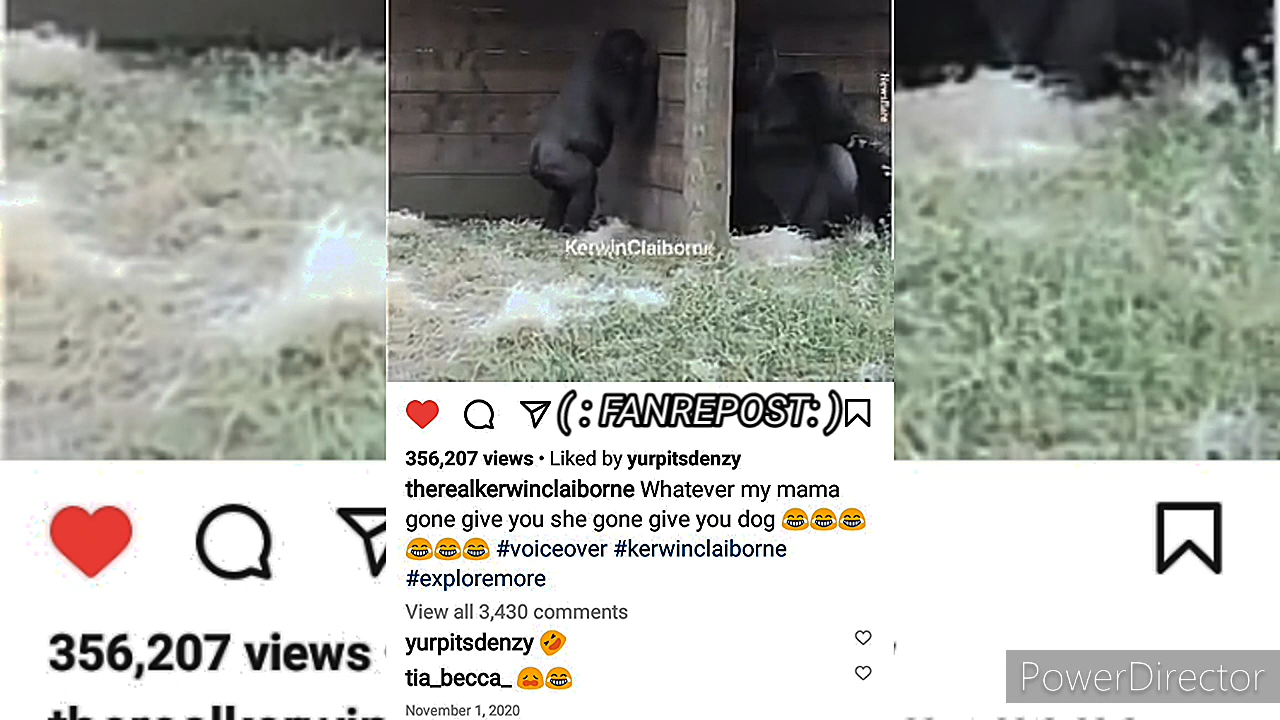 Newsflare
KerwinClaiborne
(: FANREPOST: )
356,207 views • Liked by yurpitsdenzy
therealkerwinclaiborne Whatever my mama
gone give you she gone give you dog 😂😂😂
😂😂😂 #voiceover #kerwinclaiborne
#exploremore
View all 3,430 comments
yurpitsdenzy 🤣
tia_becca_ 😩😂
November 1, 2020
356,207 views
PowerDirector